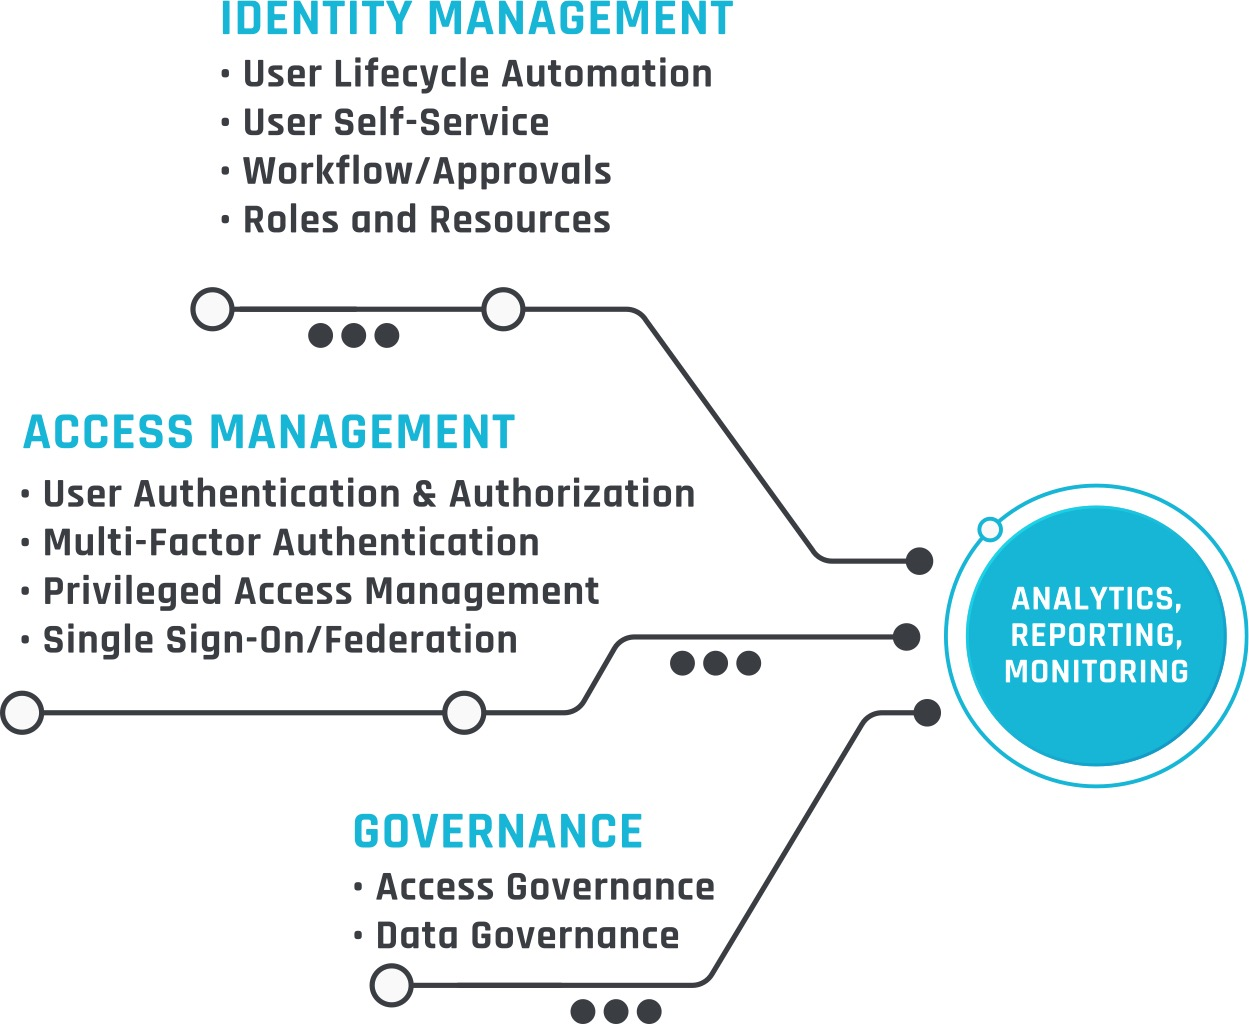 IDENTITY MANAGEMENT
• User Lifecycle Automation
• User Self-Service
• Workflow/Approvals
• Roles and Resources
ACCESS MANAGEMENT
• User Authentication & Authorization
• Multi-Factor Authentication
• Privileged Access Management
• Single Sign-On/Federation
ANALYTICS,
REPORTING,
MONITORING
GOVERNANCE
• Access Governance
• Data Governance